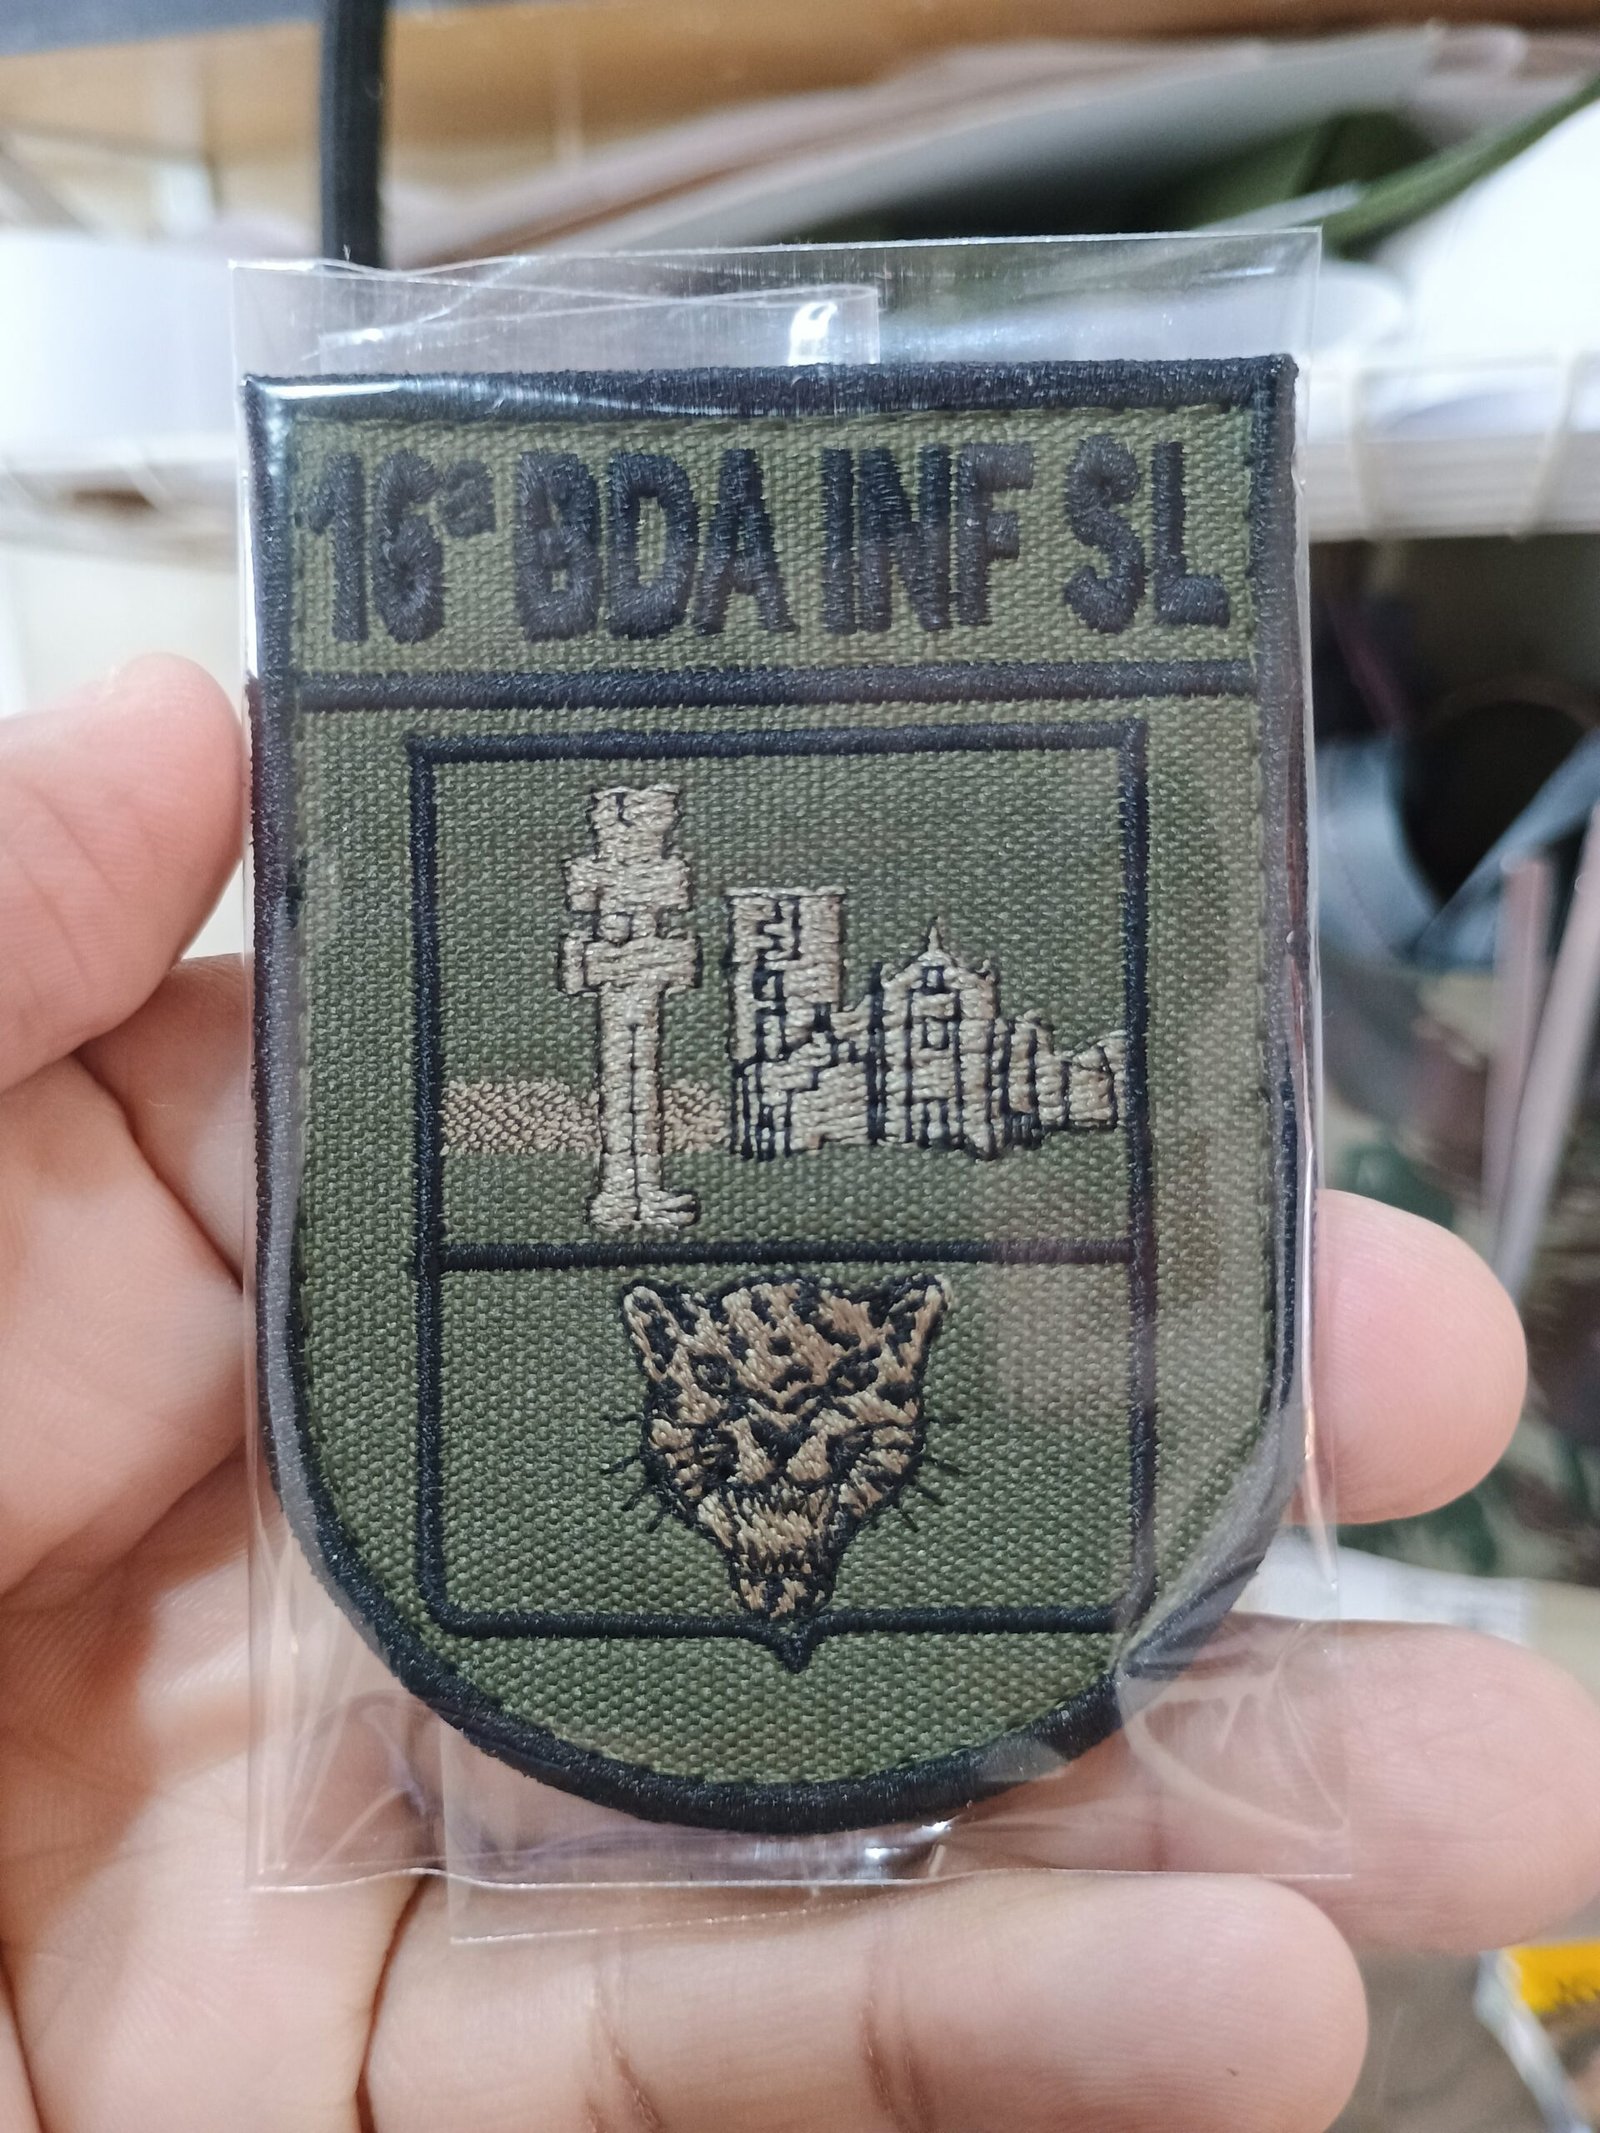 16ª BDA INF SL